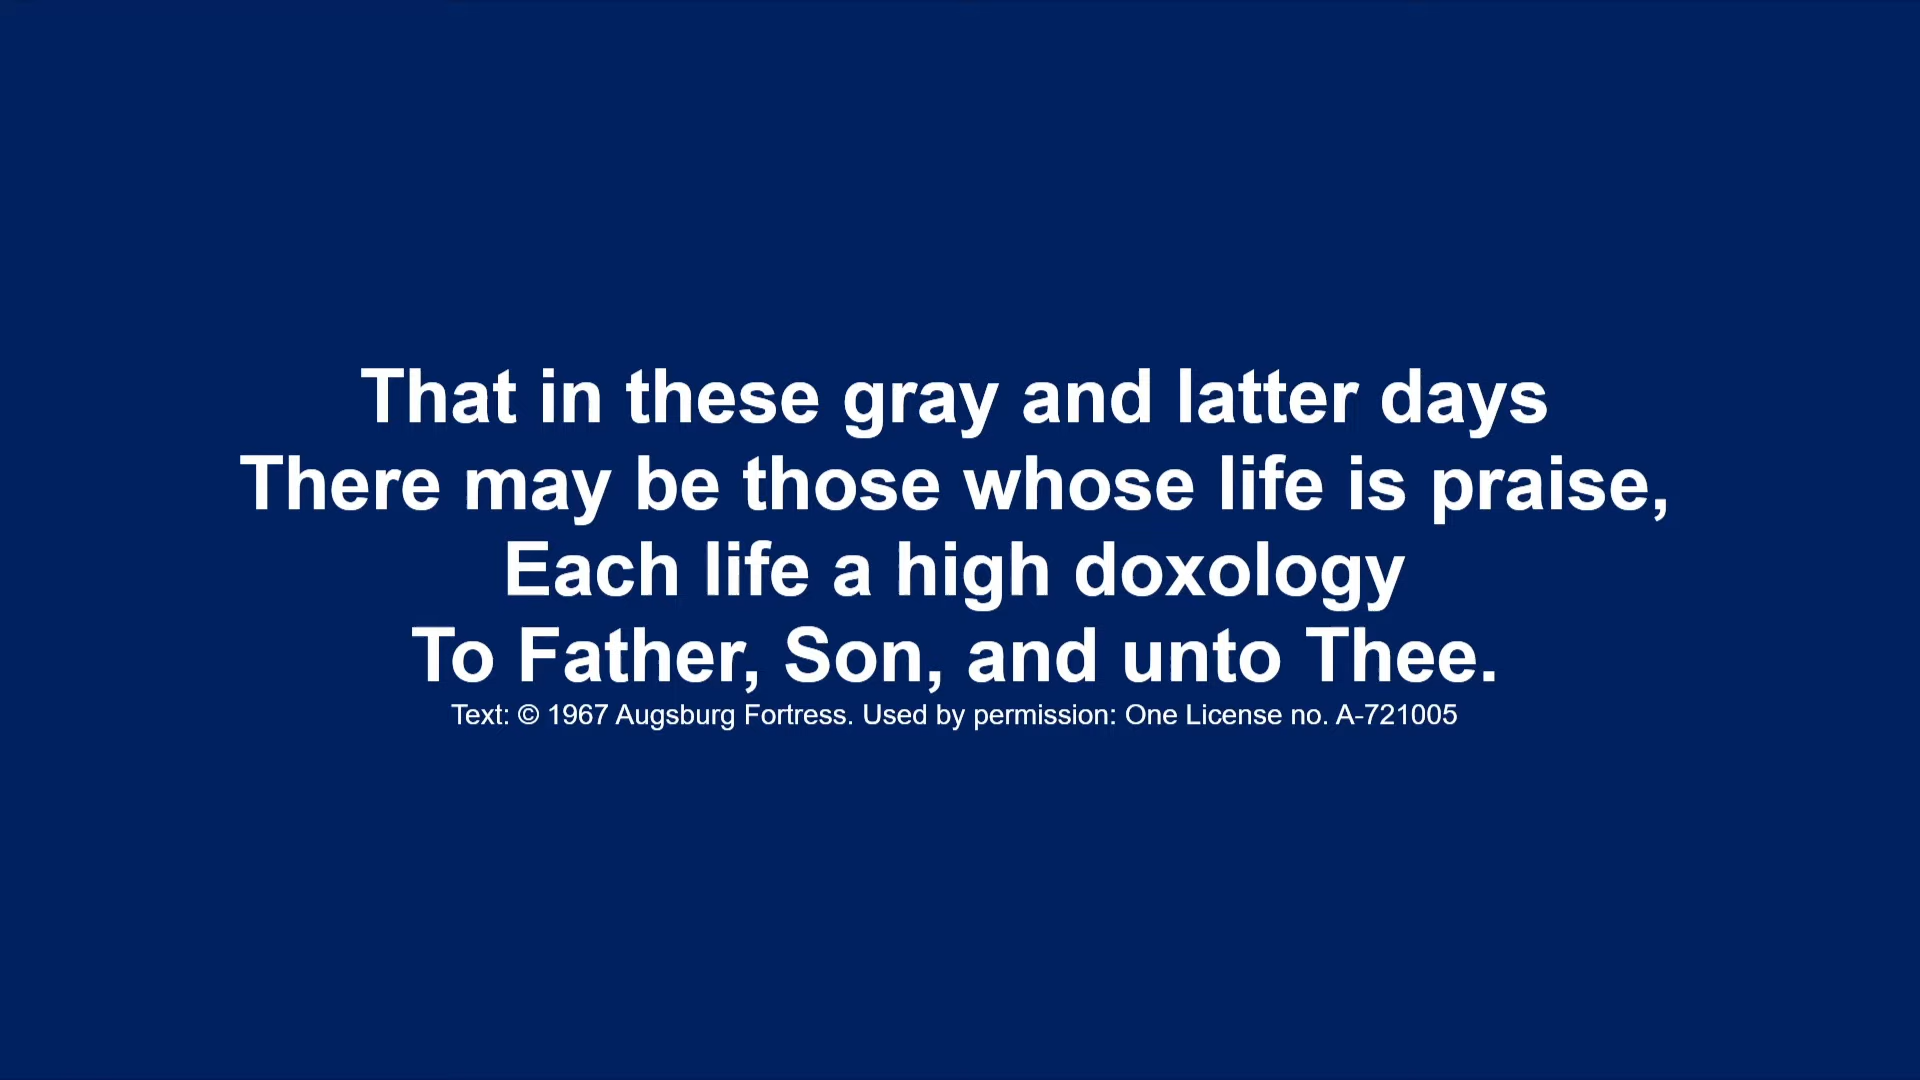 That in these gray and latter days
There may be those whose life is praise,
Each life a high doxology
To Father, Son, and unto Thee.
Text: © 1967 Augsburg Fortress. Used by permission: One License no. A-721005